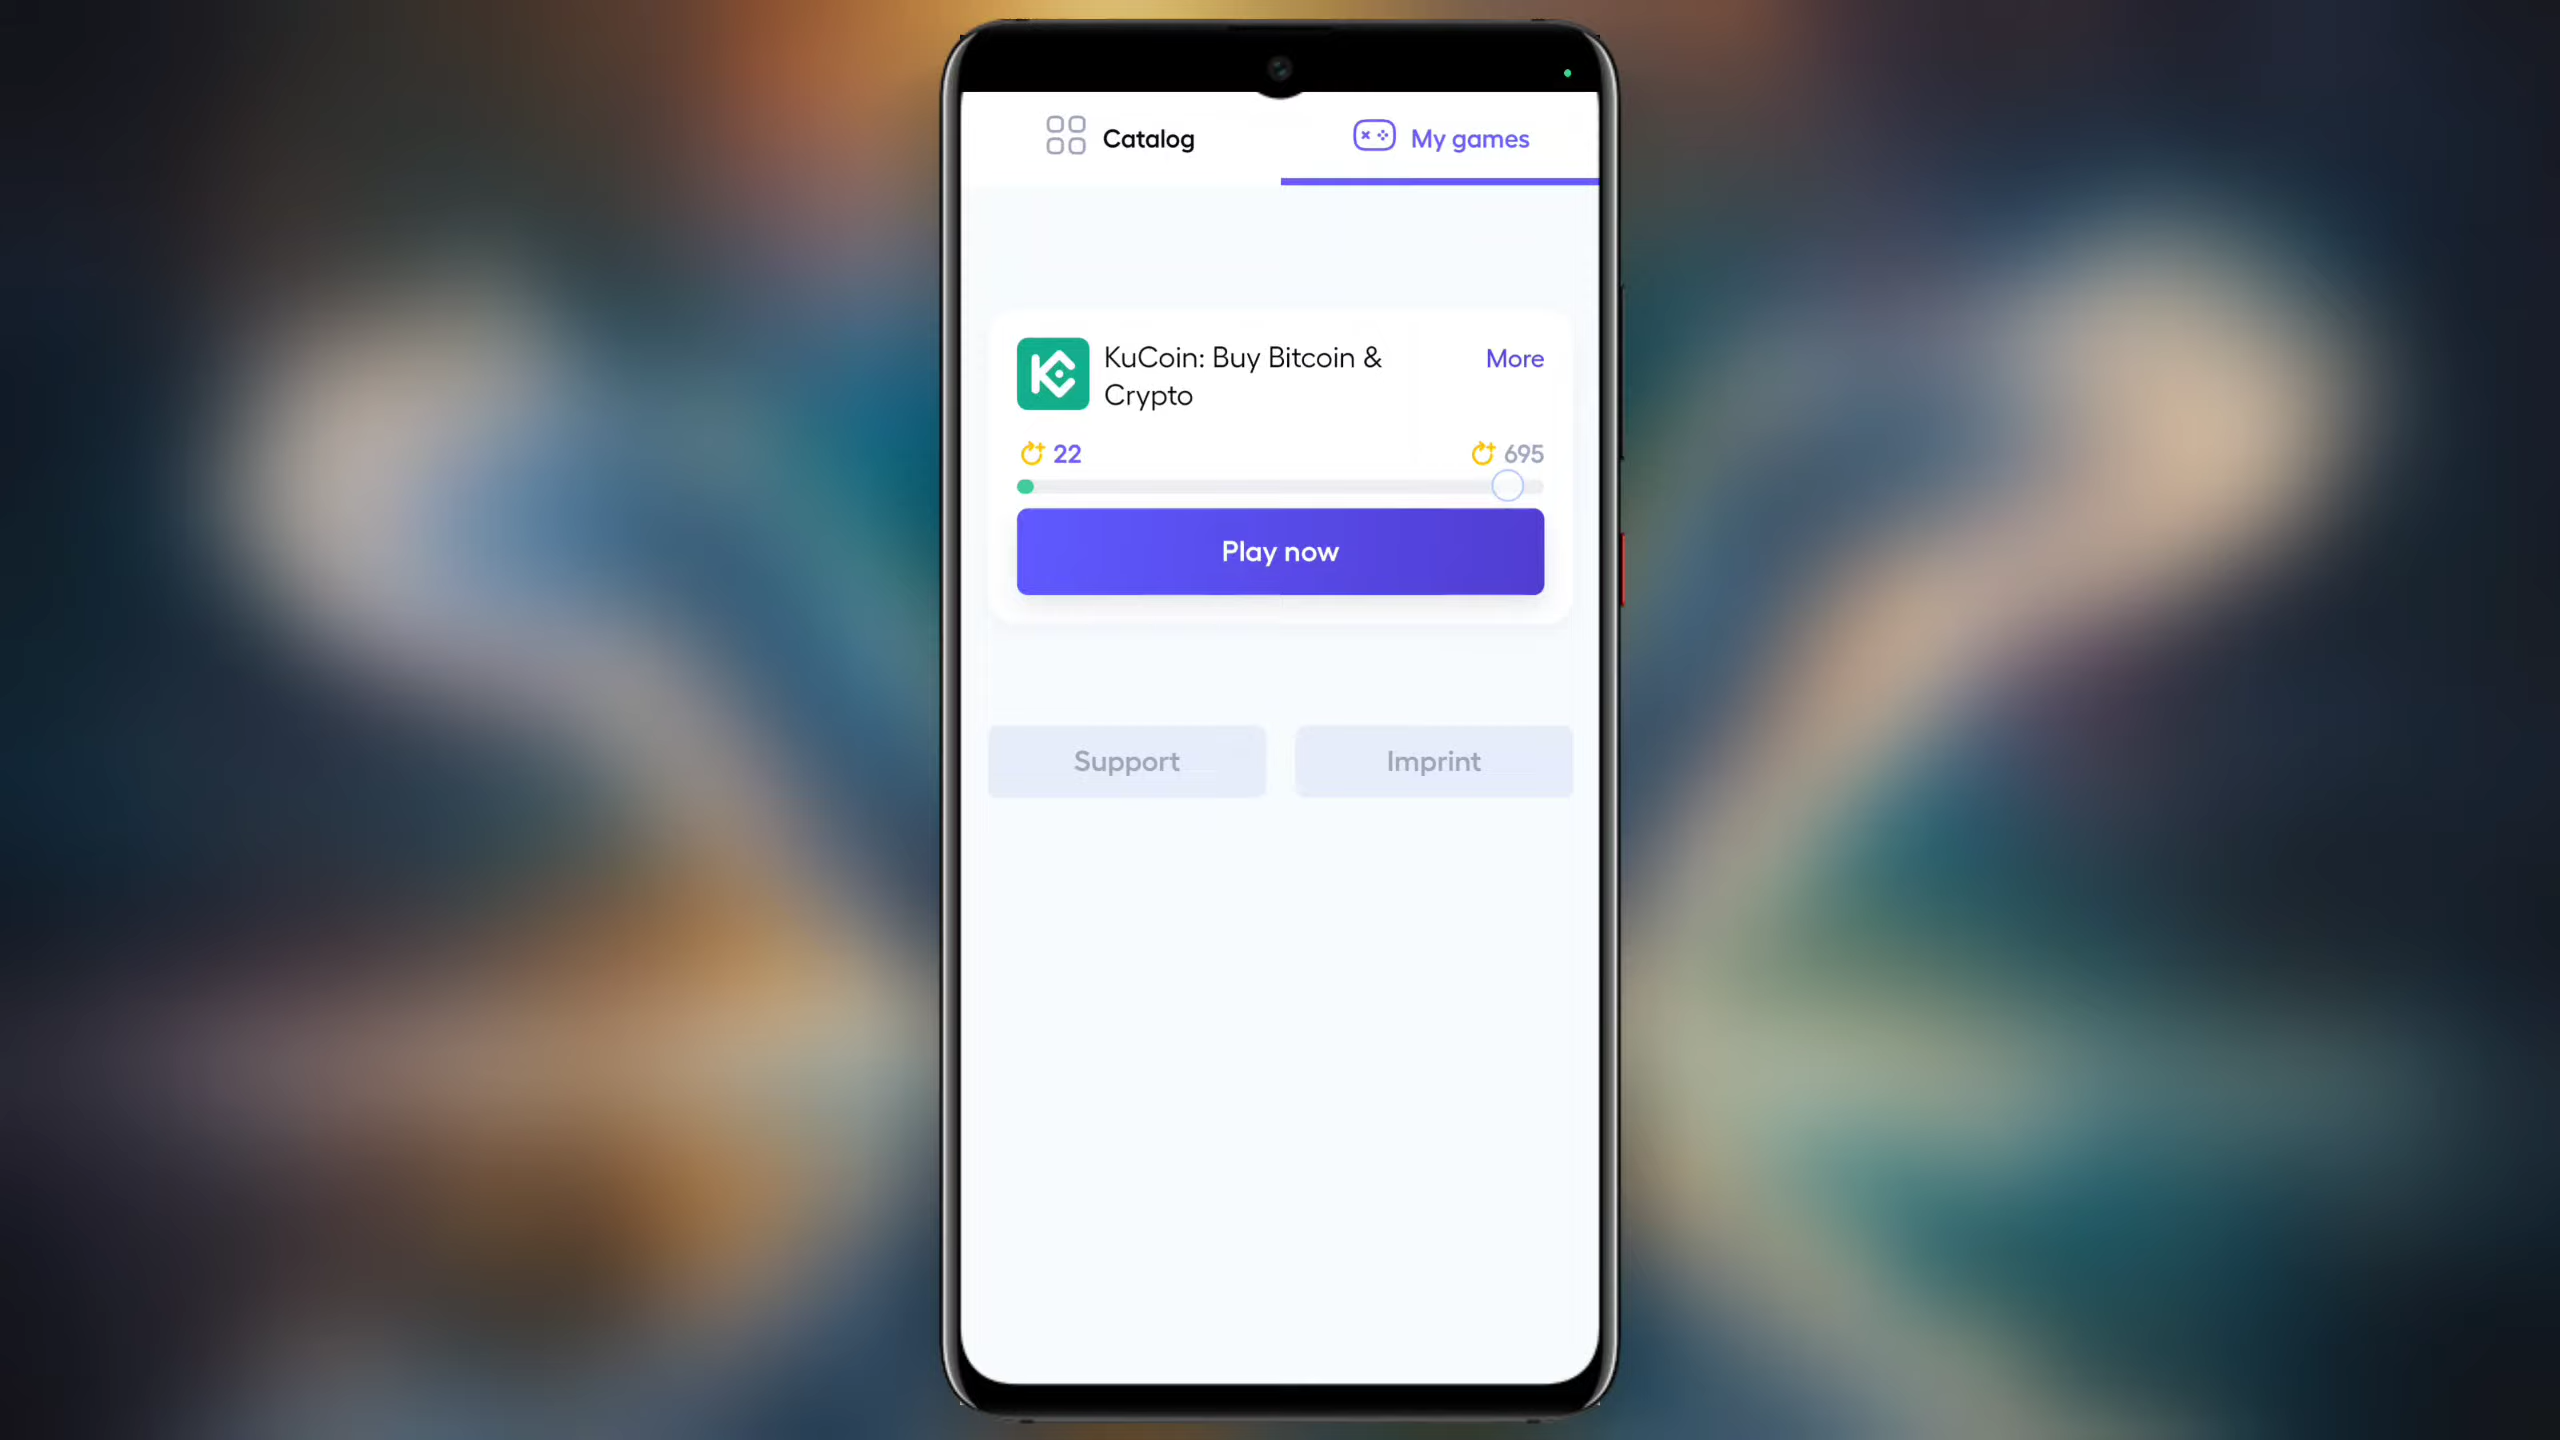 Catalog
My games
KuCoin: Buy Bitcoin &
Crypto
More
22
695
Play now
Support
Imprint